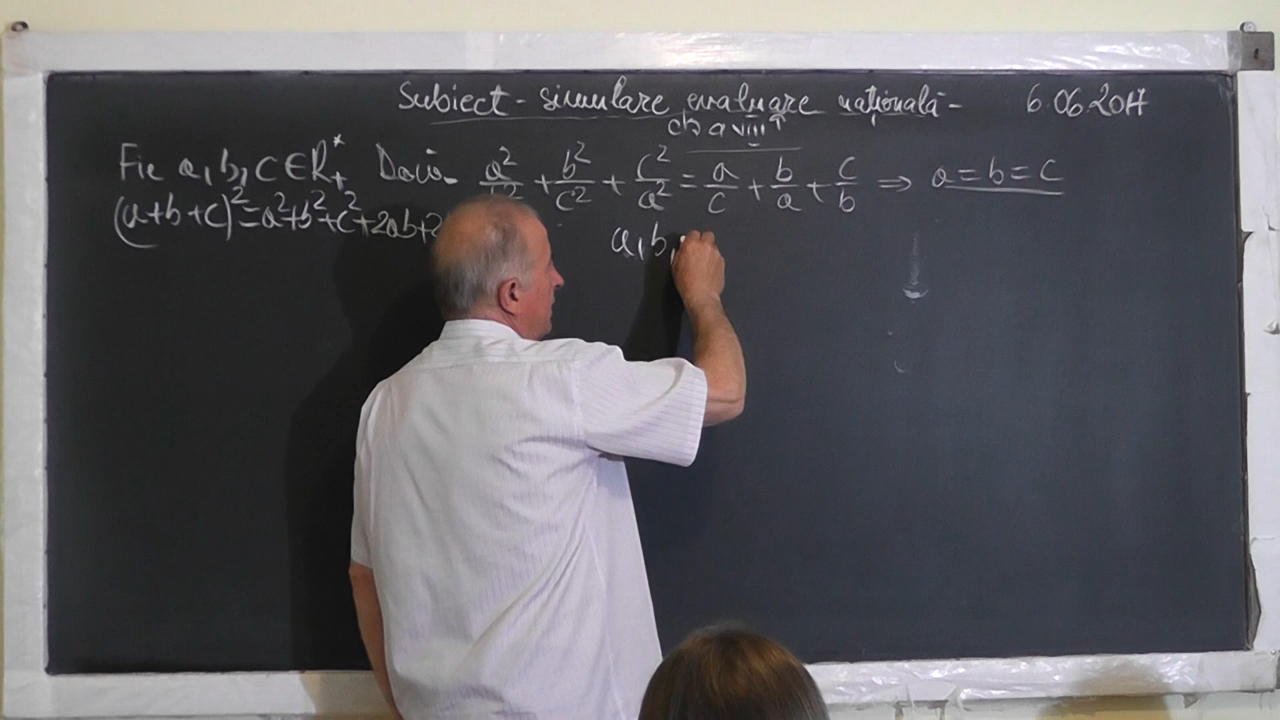 Subiect - simulare evaluare națională - 6.06.2017
cls a VIII a
Fie a, b, c ∈ R₊* Dacă a²/b² + b²/c² + c²/a² = a/c + b/a + c/b ⇒ a = b = c
(a+b+c)² = a²+b²+c²+2ab+2
a, b,